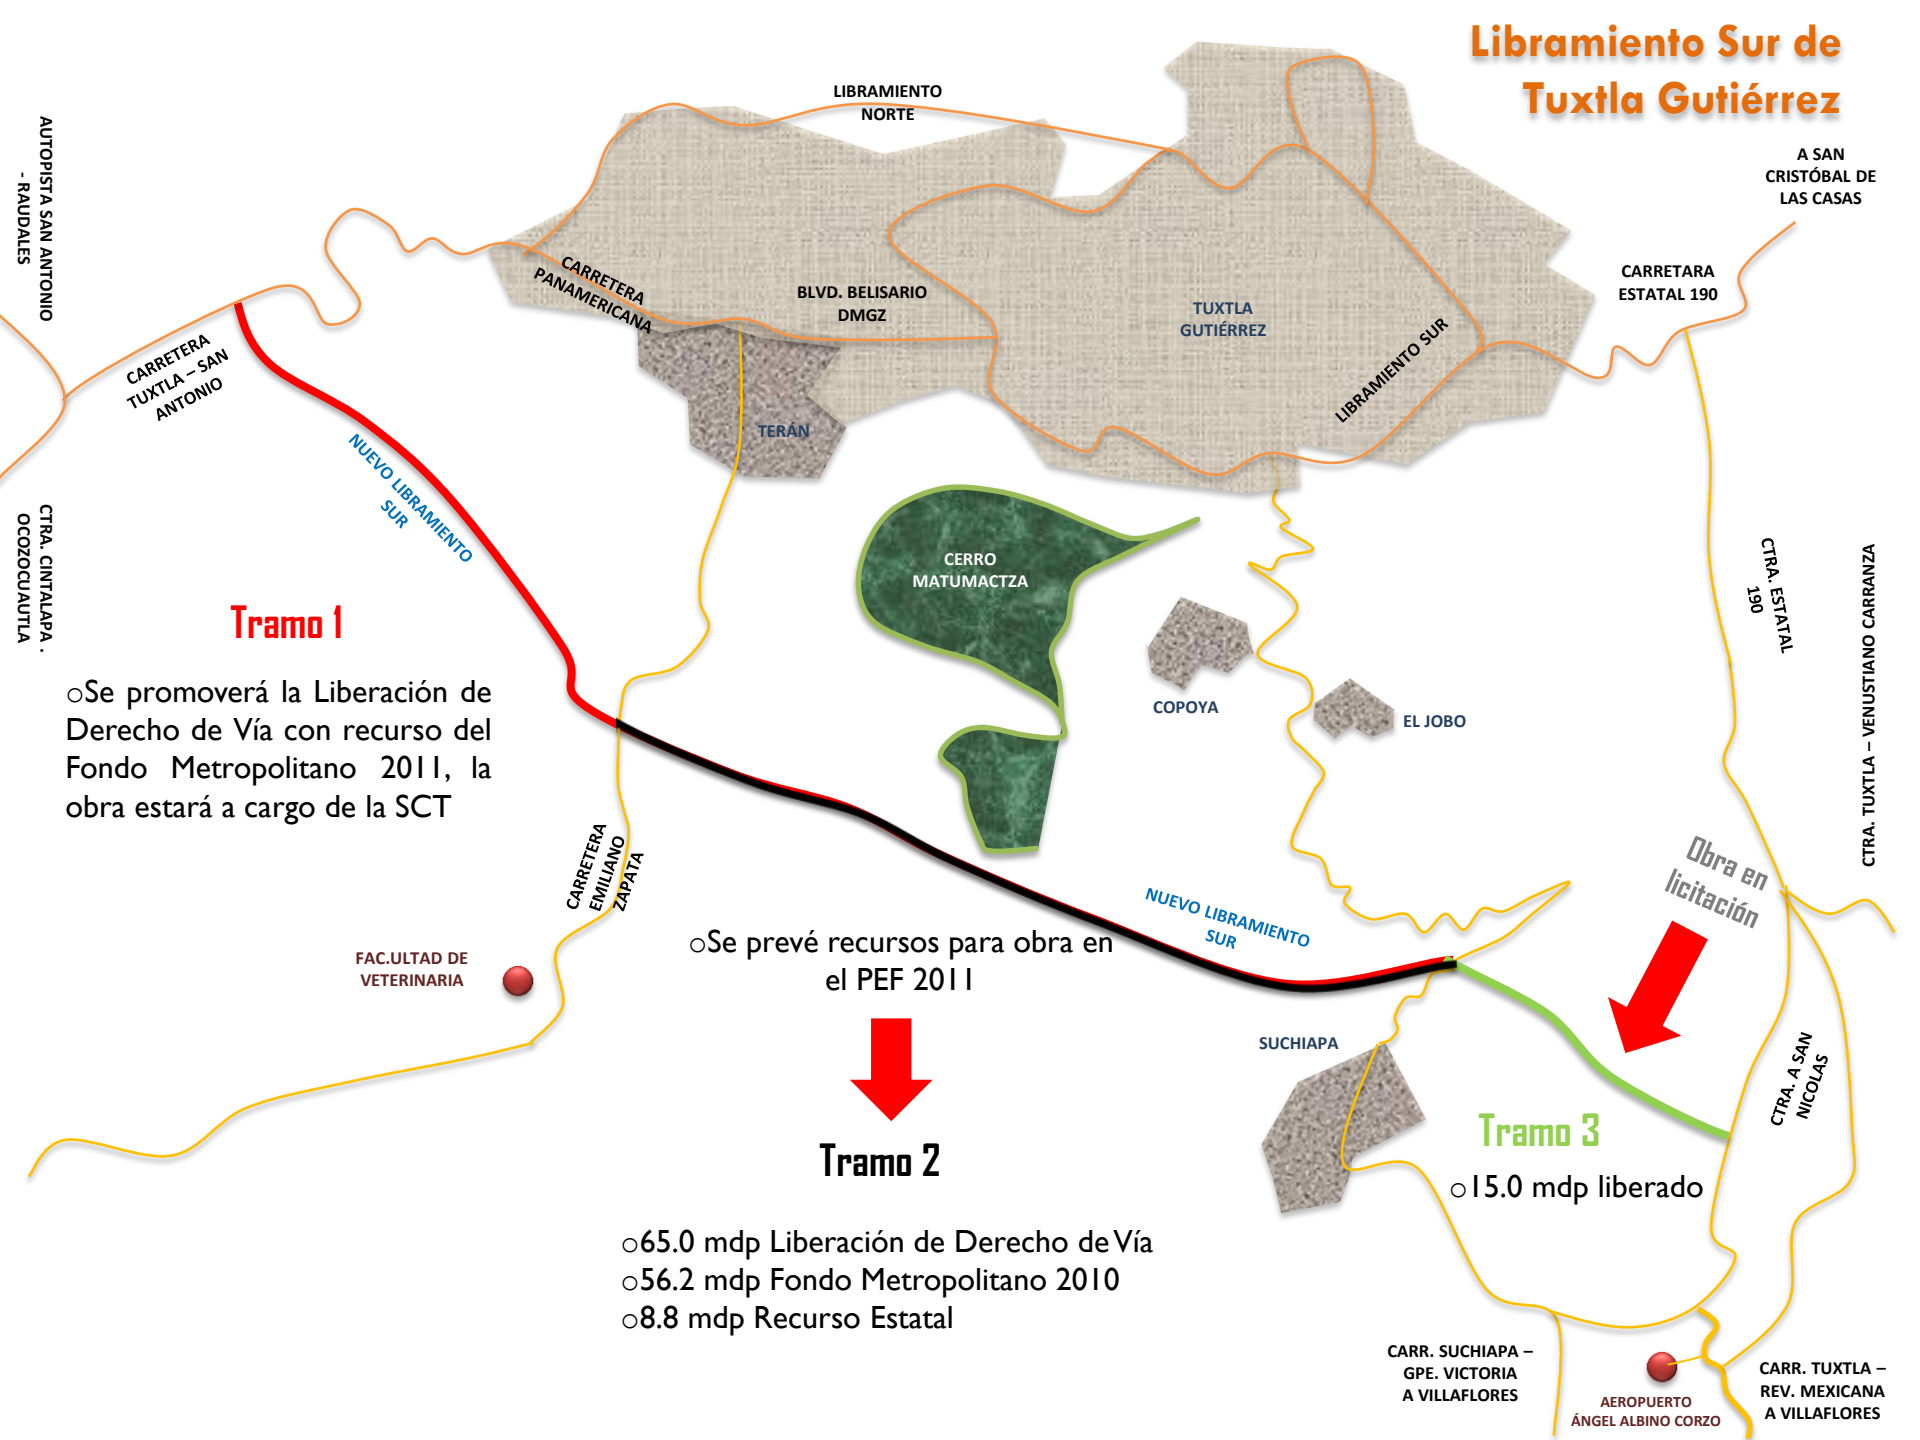 Libramiento Sur de
Tuxtla Gutiérrez
LIBRAMIENTO
NORTE
A SAN
CRISTÓBAL DE
LAS CASAS
AUTOPISTA SAN ANTONIO
- RAUDALES
CARRETARA
ESTATAL 190
CARRETERA
PANAMERICANA
BLVD. BELISARIO
DMGZ
TUXTLA
GUTIÉRREZ
LIBRAMIENTO SUR
CARRETERA
TUXTLA – SAN
ANTONIO
TERÁN
NUEVO LIBRAMIENTO
SUR
CTRA. CINTALAPA .
OCOZOCUAUTLA
CERRO
MATUMACTZA
CTRA. ESTATAL
190
CTRA. TUXTLA – VENUSTIANO CARRANZA
Tramo 1
oSe promoverá la Liberación de
Derecho de Vía con recurso del
Fondo Metropolitano 2011, la
obra estará a cargo de la SCT
COPOYA
EL JOBO
CARRETERA
EMILIANO
ZAPATA
Obra en
licitación
NUEVO LIBRAMIENTO
SUR
FAC.ULTAD DE
VETERINARIA
oSe prevé recursos para obra en
el PEF 2011
SUCHIAPA
CTRA. A SAN
NICOLAS
Tramo 2
Tramo 3
o15.0 mdp liberado
o65.0 mdp Liberación de Derecho de Vía
o56.2 mdp Fondo Metropolitano 2010
o8.8 mdp Recurso Estatal
CARR. SUCHIAPA –
GPE. VICTORIA
A VILLAFLORES
AEROPUERTO
ÁNGEL ALBINO CORZO
CARR. TUXTLA –
REV. MEXICANA
A VILLAFLORES